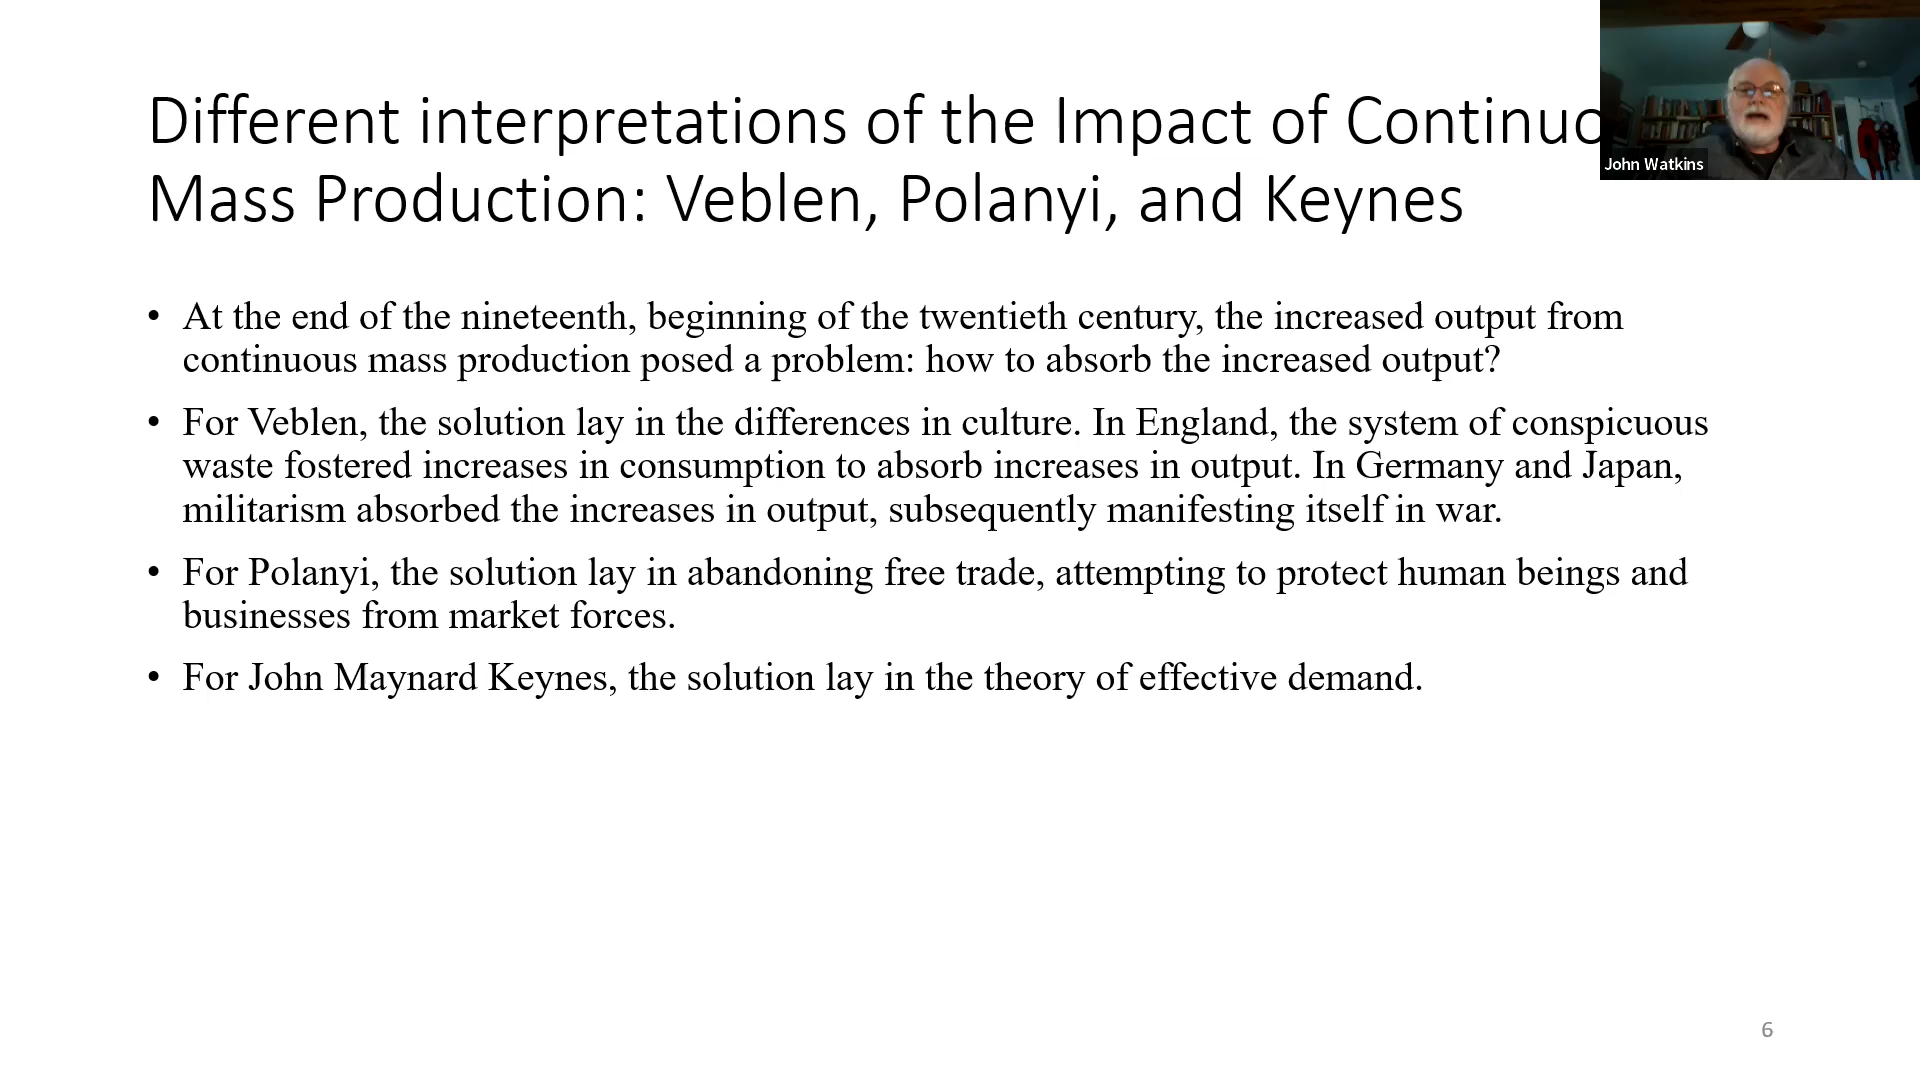 Different interpretations of the Impact of Continuo
Mass Production: Veblen, Polanyi, and Keynes
John Watkins
• At the end of the nineteenth, beginning of the twentieth century, the increased output from
continuous mass production posed a problem: how to absorb the increased output?
• For Veblen, the solution lay in the differences in culture. In England, the system of conspicuous
waste fostered increases in consumption to absorb increases in output. In Germany and Japan,
militarism absorbed the increases in output, subsequently manifesting itself in war.
• For Polanyi, the solution lay in abandoning free trade, attempting to protect human beings and
businesses from market forces.
• For John Maynard Keynes, the solution lay in the theory of effective demand.
6